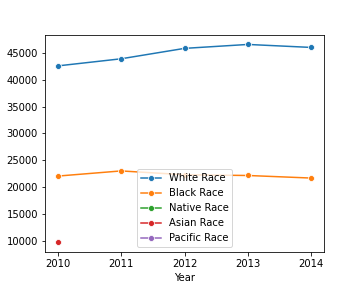 45000
40000
35000
30000
25000
20000
15000
10000
White Race
Black Race
Native Race
Asian Race
Pacific Race
2010 2011 2012 2013 2014
Year